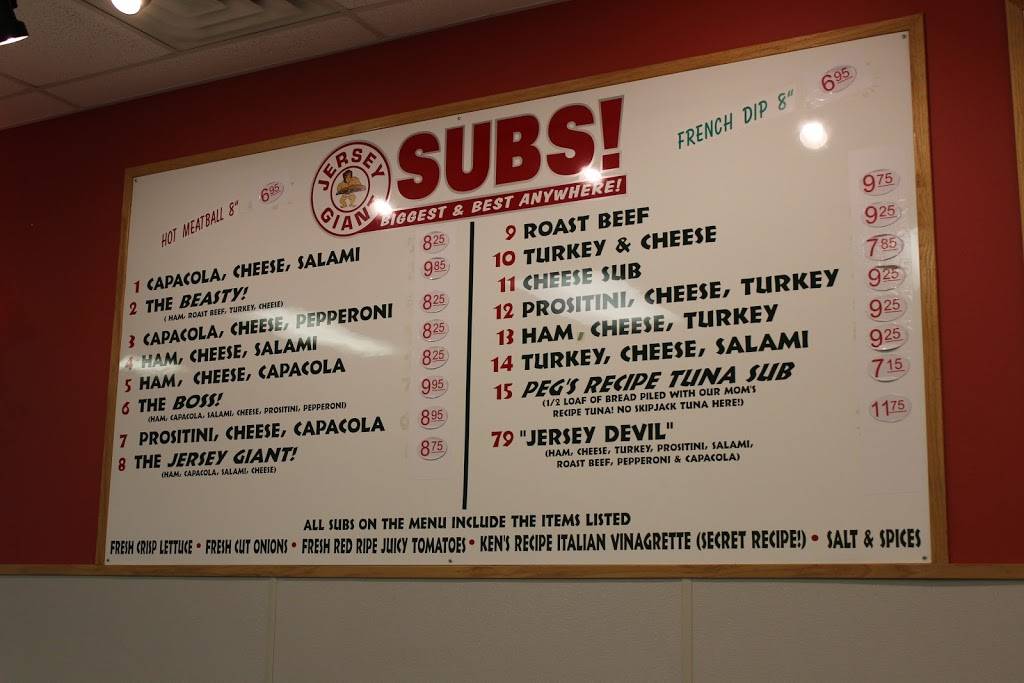 JERSEY GIANT
SUBS!
BIGGEST & BEST ANYWHERE!
HOT MEATBALL 8" 6.95
FRENCH DIP 8" 6.95
1 CAPACOLA, CHEESE, SALAMI 8.25
2 THE BEASTY! 9.85
( HAM, ROAST BEEF, TURKEY, CHEESE)
3 CAPACOLA, CHEESE, PEPPERONI 8.25
4 HAM, CHEESE, SALAMI 8.25
5 HAM, CHEESE, CAPACOLA 8.25
6 THE BOSS! 9.95
(HAM, CAPACOLA, SALAMI, CHEESE, PROSITINI, PEPPERONI)
7 PROSITINI, CHEESE, CAPACOLA 8.95
8 THE JERSEY GIANT! 8.75
(HAM, CAPACOLA, SALAMI, CHEESE)
9 ROAST BEEF 9.75
10 TURKEY & CHEESE 9.25
11 CHEESE SUB 7.85
12 PROSITINI, CHEESE, TURKEY 9.25
13 HAM, CHEESE, TURKEY 9.25
14 TURKEY, CHEESE, SALAMI 9.25
15 PEG'S RECIPE TUNA SUB 7.15
(1/2 LOAF OF BREAD PILED WITH OUR MOM'S
RECIPE TUNA! NO SKIPJACK TUNA HERE!)
79 "JERSEY DEVIL" 11.75
(HAM, CHEESE, TURKEY, PROSITINI, SALAMI,
ROAST BEEF, PEPPERONI & CAPACOLA)
ALL SUBS ON THE MENU INCLUDE THE ITEMS LISTED
FRESH CRISP LETTUCE • FRESH CUT ONIONS • FRESH RED RIPE JUICY TOMATOES • KEN'S RECIPE ITALIAN VINAGRETTE (SECRET RECIPE!) • SALT & SPICES